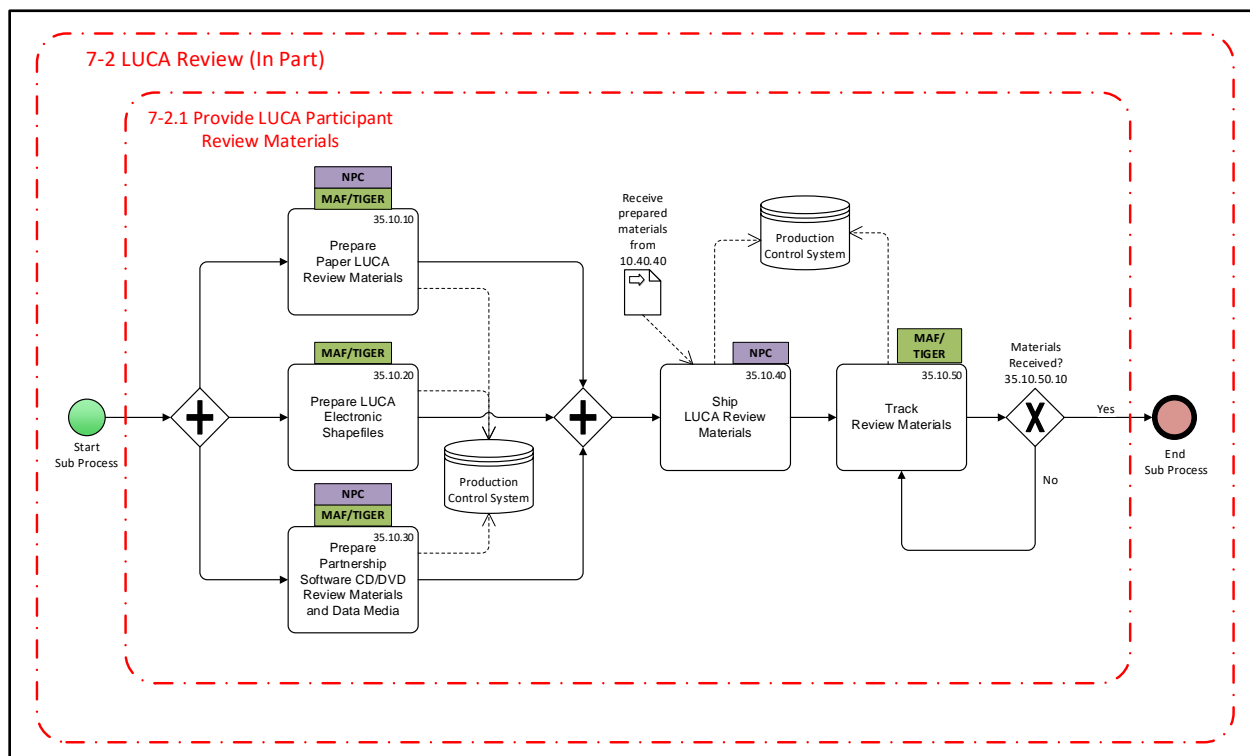 7-2 LUCA Review (In Part)
7-2.1 Provide LUCA Participant
Review Materials
NPC
MAF/TIGER
35.10.10
Prepare
Paper LUCA
Review Materials
Receive
prepared
materials
from
10.40.40
Production
Control System
MAF/TIGER
35.10.20
Prepare LUCA
Electronic
Shapefiles
NPC
35.10.40
Ship
LUCA Review
Materials
MAF/
TIGER
35.10.50
Track
Review Materials
Materials
Received?
35.10.50.10
X
Yes
No
Start
Sub Process
End
Sub Process
Production
Control System
NPC
MAF/TIGER
35.10.30
Prepare
Partnership
Software CD/DVD
Review Materials
and Data Media